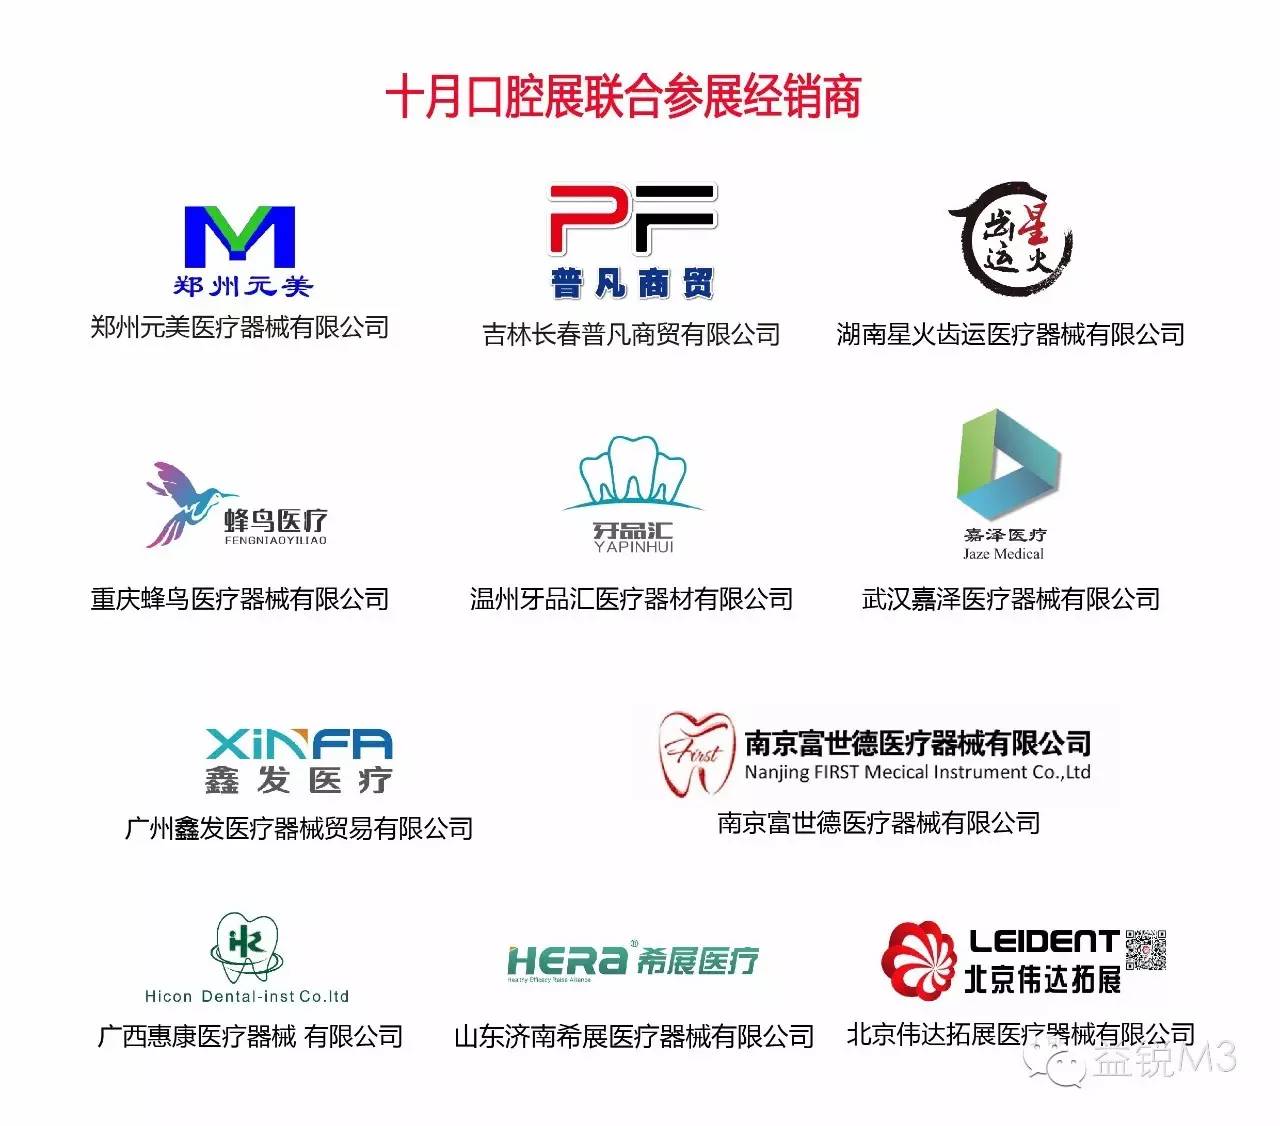 十月口腔展联合参展经销商
郑州元美
郑州元美医疗器械有限公司
PF
普凡商贸
吉林长春普凡商贸有限公司
星火
齿运
湖南星火齿运医疗器械有限公司
蜂鸟医疗
FENGNIAOYILIAO
重庆蜂鸟医疗器械有限公司
牙品汇
YAPINHUI
温州牙品汇医疗器材有限公司
嘉泽医疗
Jaze Medical
武汉嘉泽医疗器械有限公司
XINFA
鑫发医疗
广州鑫发医疗器械贸易有限公司
First
南京富世德医疗器械有限公司
Nanjing FIRST Mecical Instrument Co.,Ltd
南京富世德医疗器械有限公司
HK
Hicon Dental-inst Co.ltd
广西惠康医疗器械 有限公司
HERa® 希展医疗
Healthy Efficacy Raise Alliance
山东济南希展医疗器械有限公司
LEIDENT
北京伟达拓展
北京伟达拓展医疗器械有限公司
益锐M3